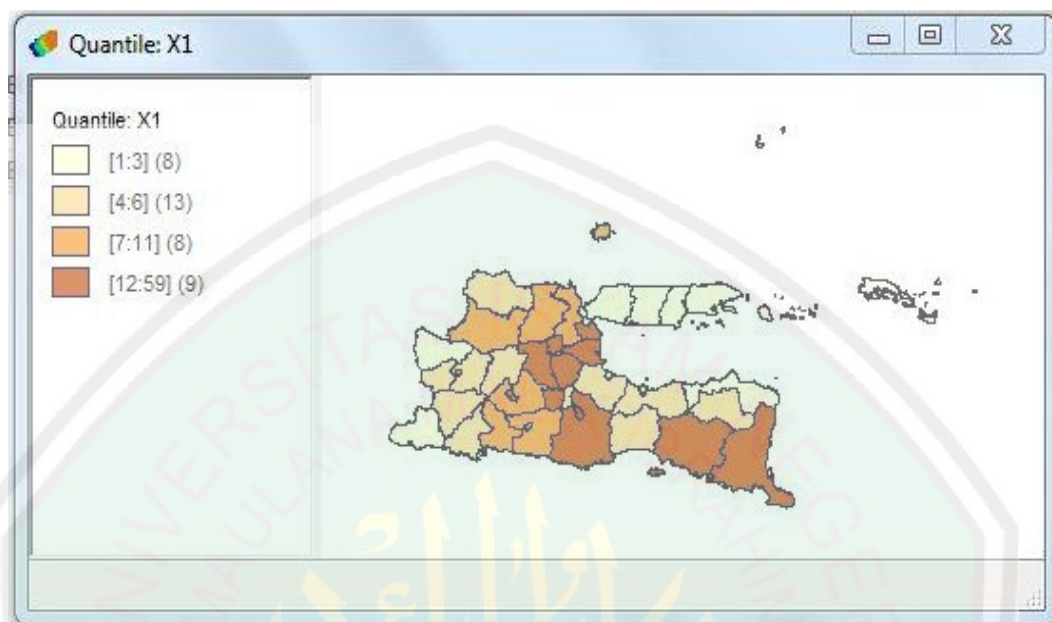 Quantile: X1
Quantile: X1
[1:3] (8)
[4:6] (13)
[7:11] (8)
[12:59] (9)